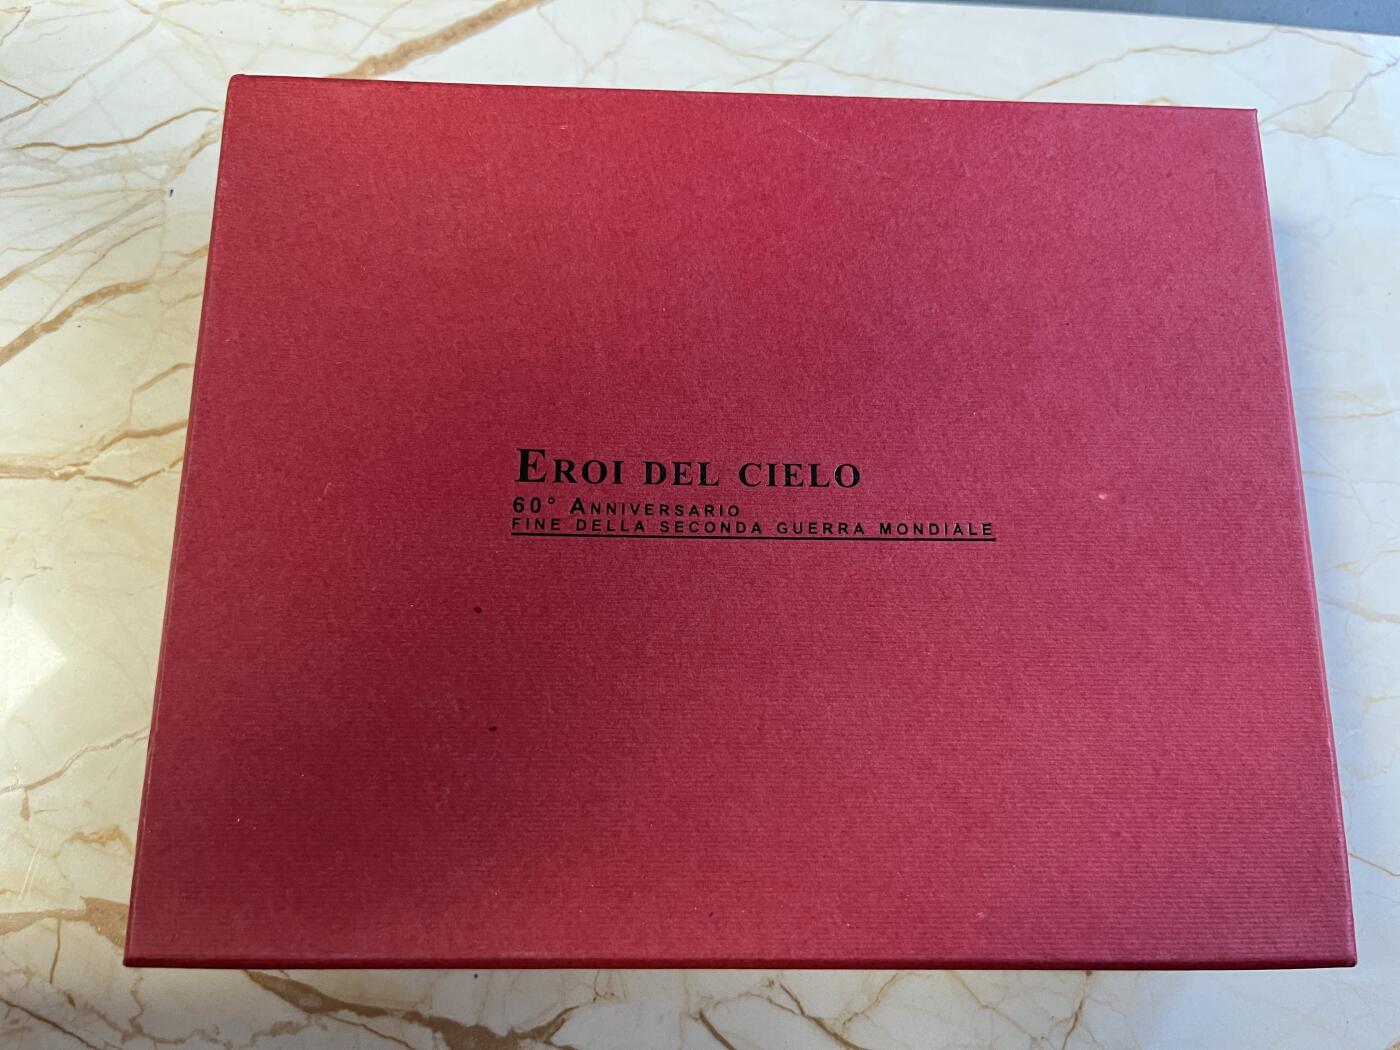 EROI DEL CIELO
60° ANNIVERSARIO
FINE DELLA SECONDA GUERRA MONDIALE